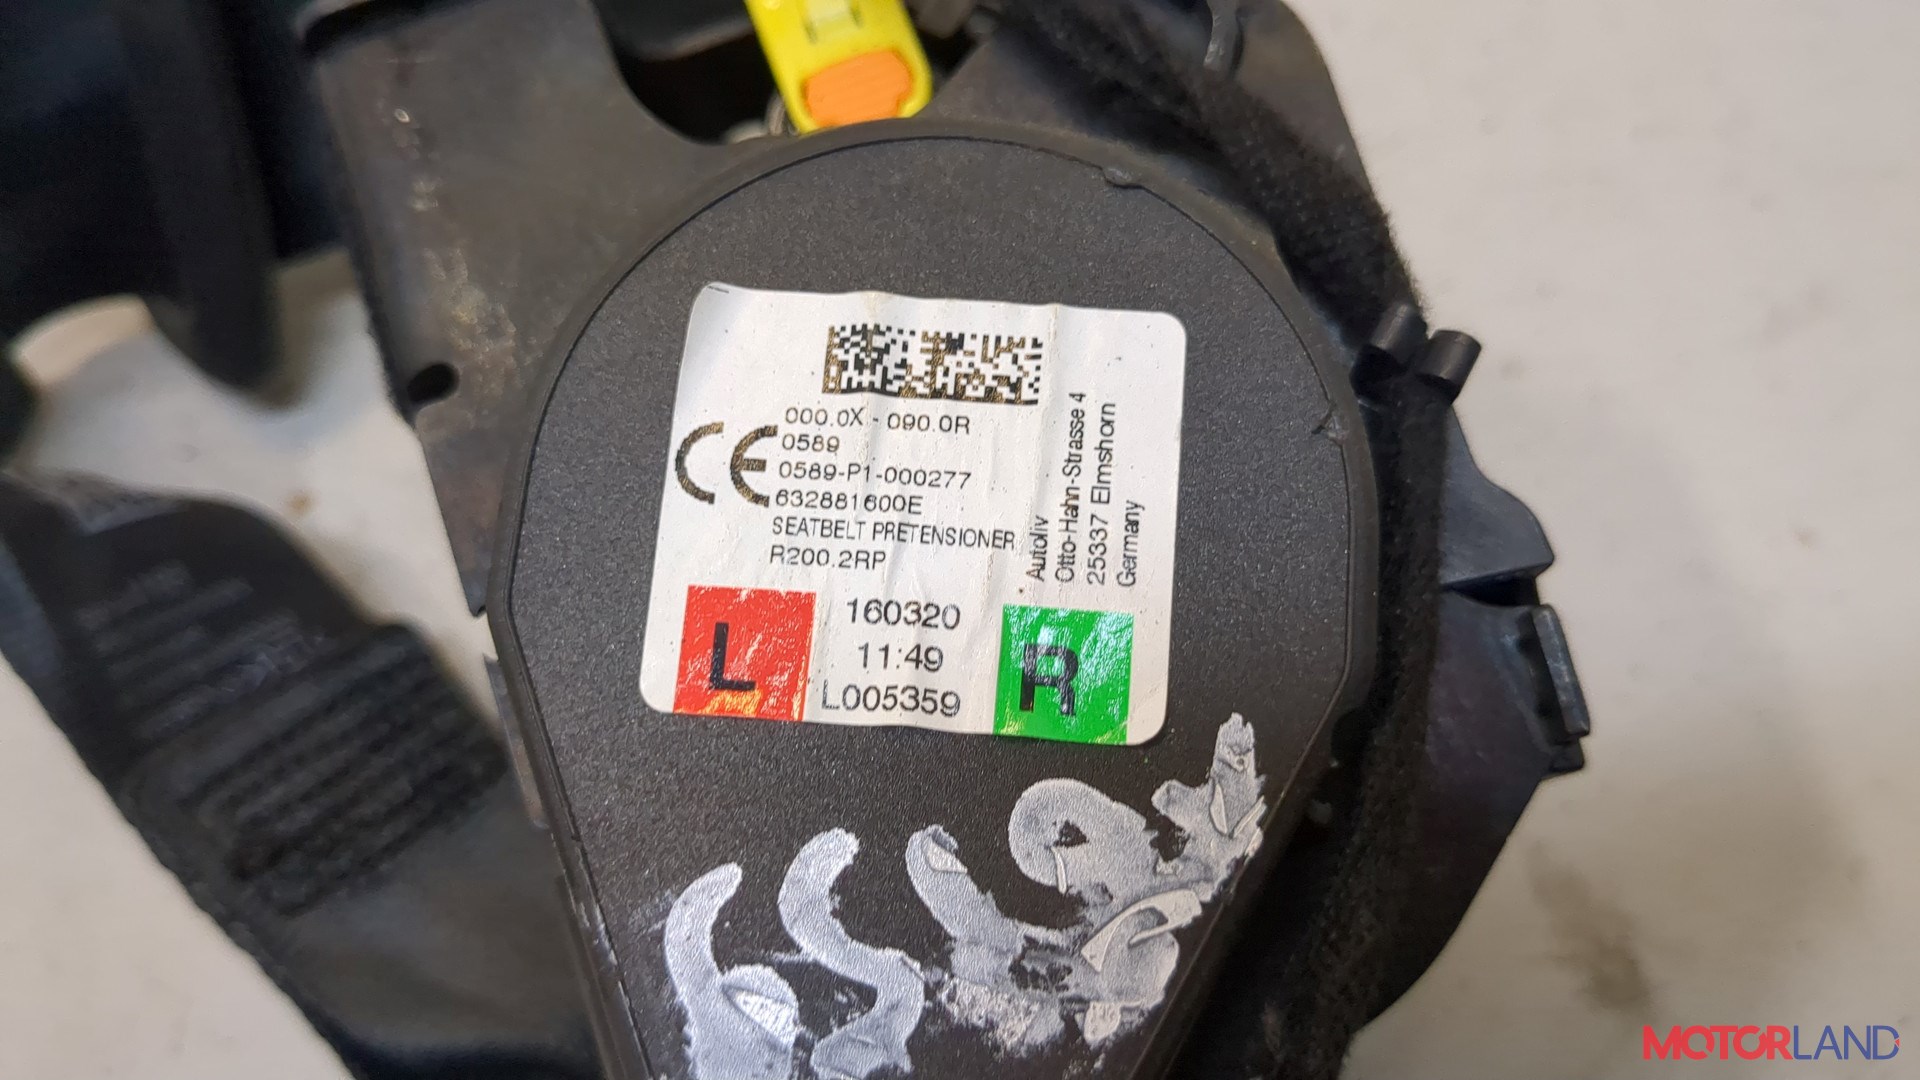 000.0X - 090.0R
0589
0589-P1-000277
632881600E
SEATBELT PRETENSIONER
R200.2RP
Autoliv
Otto-Hahn-Strasse 4
25337 Elmshorn
Germany
L
160320
11:49
L005359
R
MOTORLAND